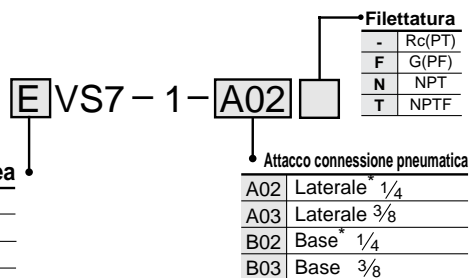 Filettatura
- Rc(PT)
F G(PF)
N NPT
T NPTF
E VS7 – 1 – A02
Attacco connessione pneumatica
A02 Laterale* 1/4
A03 Laterale 3/8
B02 Base* 1/4
B03 Base 3/8